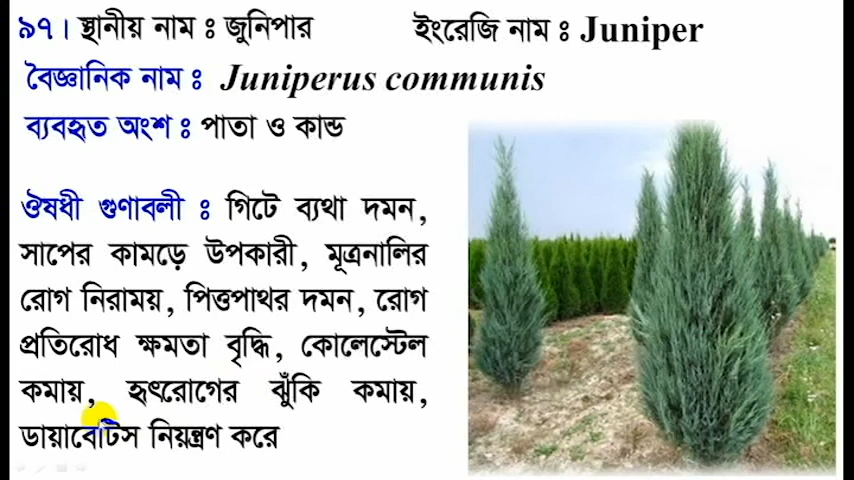 ৯৭। স্থানীয় নাম ঃ জুনিপার ইংরেজি নাম ঃ Juniper
বৈজ্ঞানিক নাম ঃ Juniperus communis
ব্যবহৃত অংশ ঃ পাতা ও কান্ড
ঔষধী গুণাবলী ঃ গিটে ব্যথা দমন,
সাপের কামড়ে উপকারী, মূত্রনালির
রোগ নিরাময়, পিত্তপাথর দমন, রোগ
প্রতিরোধ ক্ষমতা বৃদ্ধি, কোলেস্টেল
কমায়, হৃৎরোগের ঝুঁকি কমায়,
ডায়াবেটিস নিয়ন্ত্রণ করে